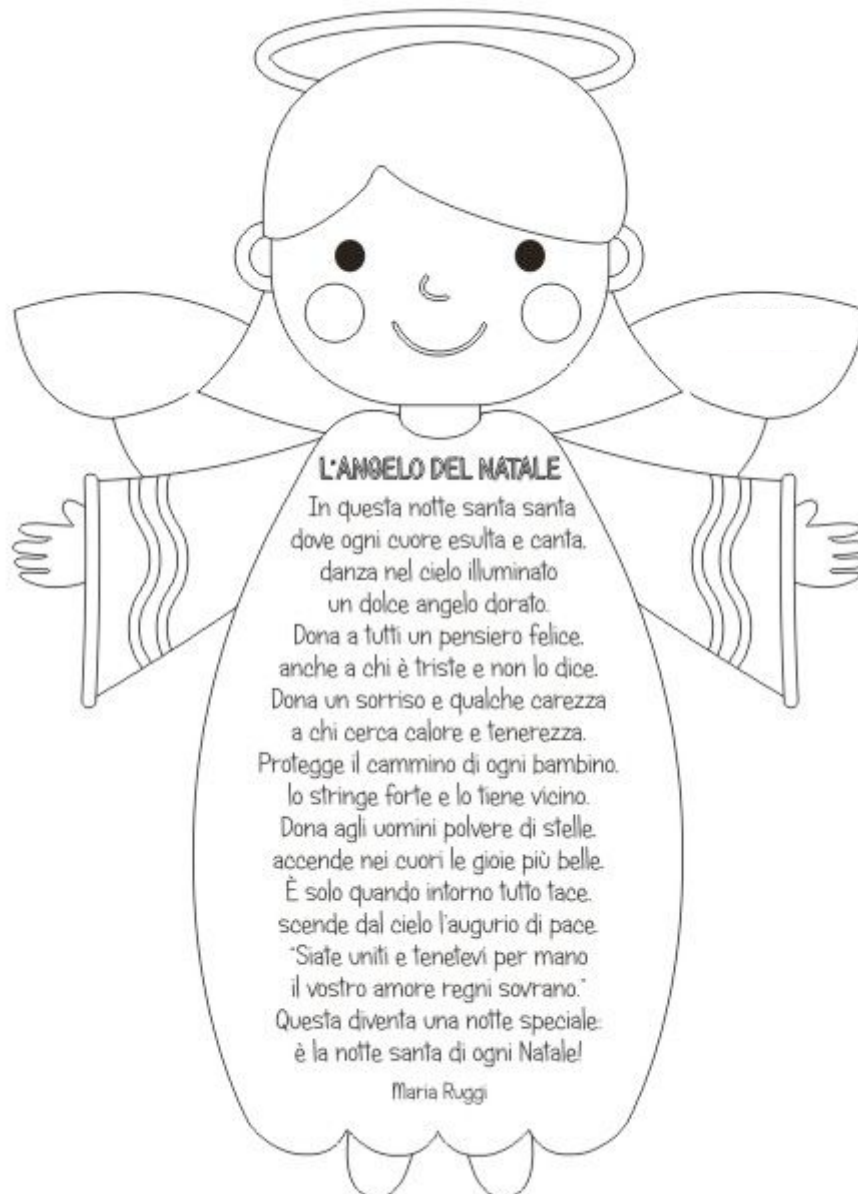 L'ANGELO DEL NATALE
In questa notte santa santa
dove ogni cuore esulta e canta,
danza nel cielo illuminato
un dolce angelo dorato.
Dona a tutti un pensiero felice,
anche a chi è triste e non lo dice.
Dona un sorriso e qualche carezza
a chi cerca calore e tenerezza.
Protegge il cammino di ogni bambino,
lo stringe forte e lo tiene vicino.
Dona agli uomini polvere di stelle,
accende nei cuori le gioie più belle.
È solo quando intorno tutto tace,
scende dal cielo l'augurio di pace.
"Siate uniti e tenetevi per mano
il vostro amore regni sovrano."
Questa diventa una notte speciale:
è la notte santa di ogni Natale!
Maria Ruggi